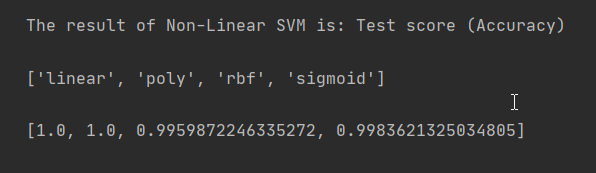 The result of Non-Linear SVM is: Test score (Accuracy)
['linear', 'poly', 'rbf', 'sigmoid']
[1.0, 1.0, 0.9959872246335272, 0.9983621325034805]